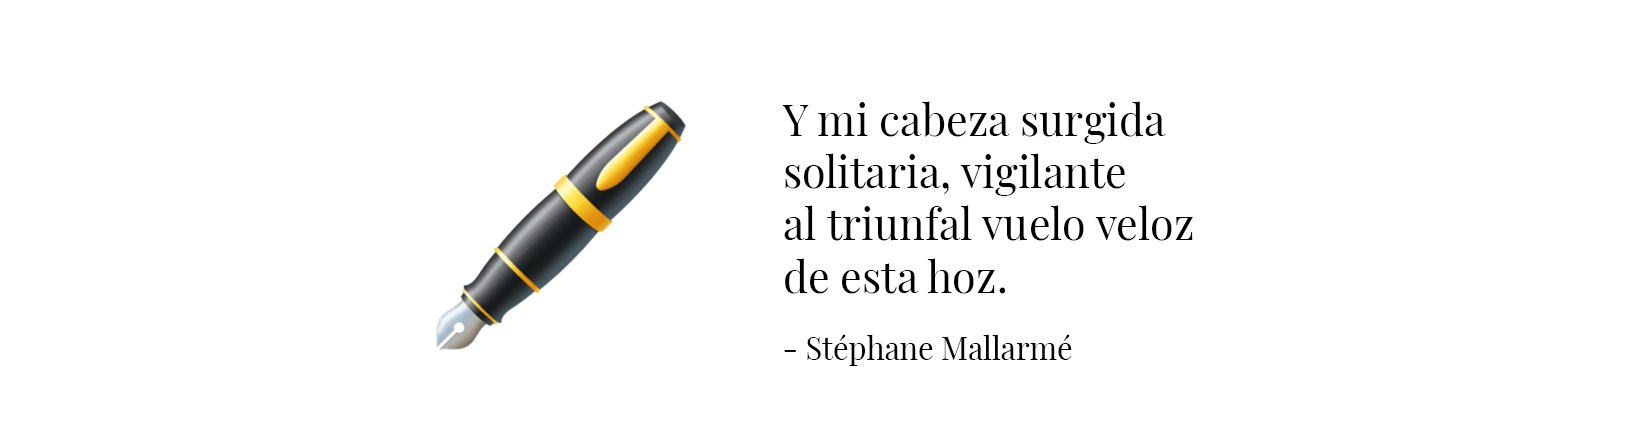 Y mi cabeza surgida
solitaria, vigilante
al triunfal vuelo veloz
de esta hoz.
- Stéphane Mallarmé